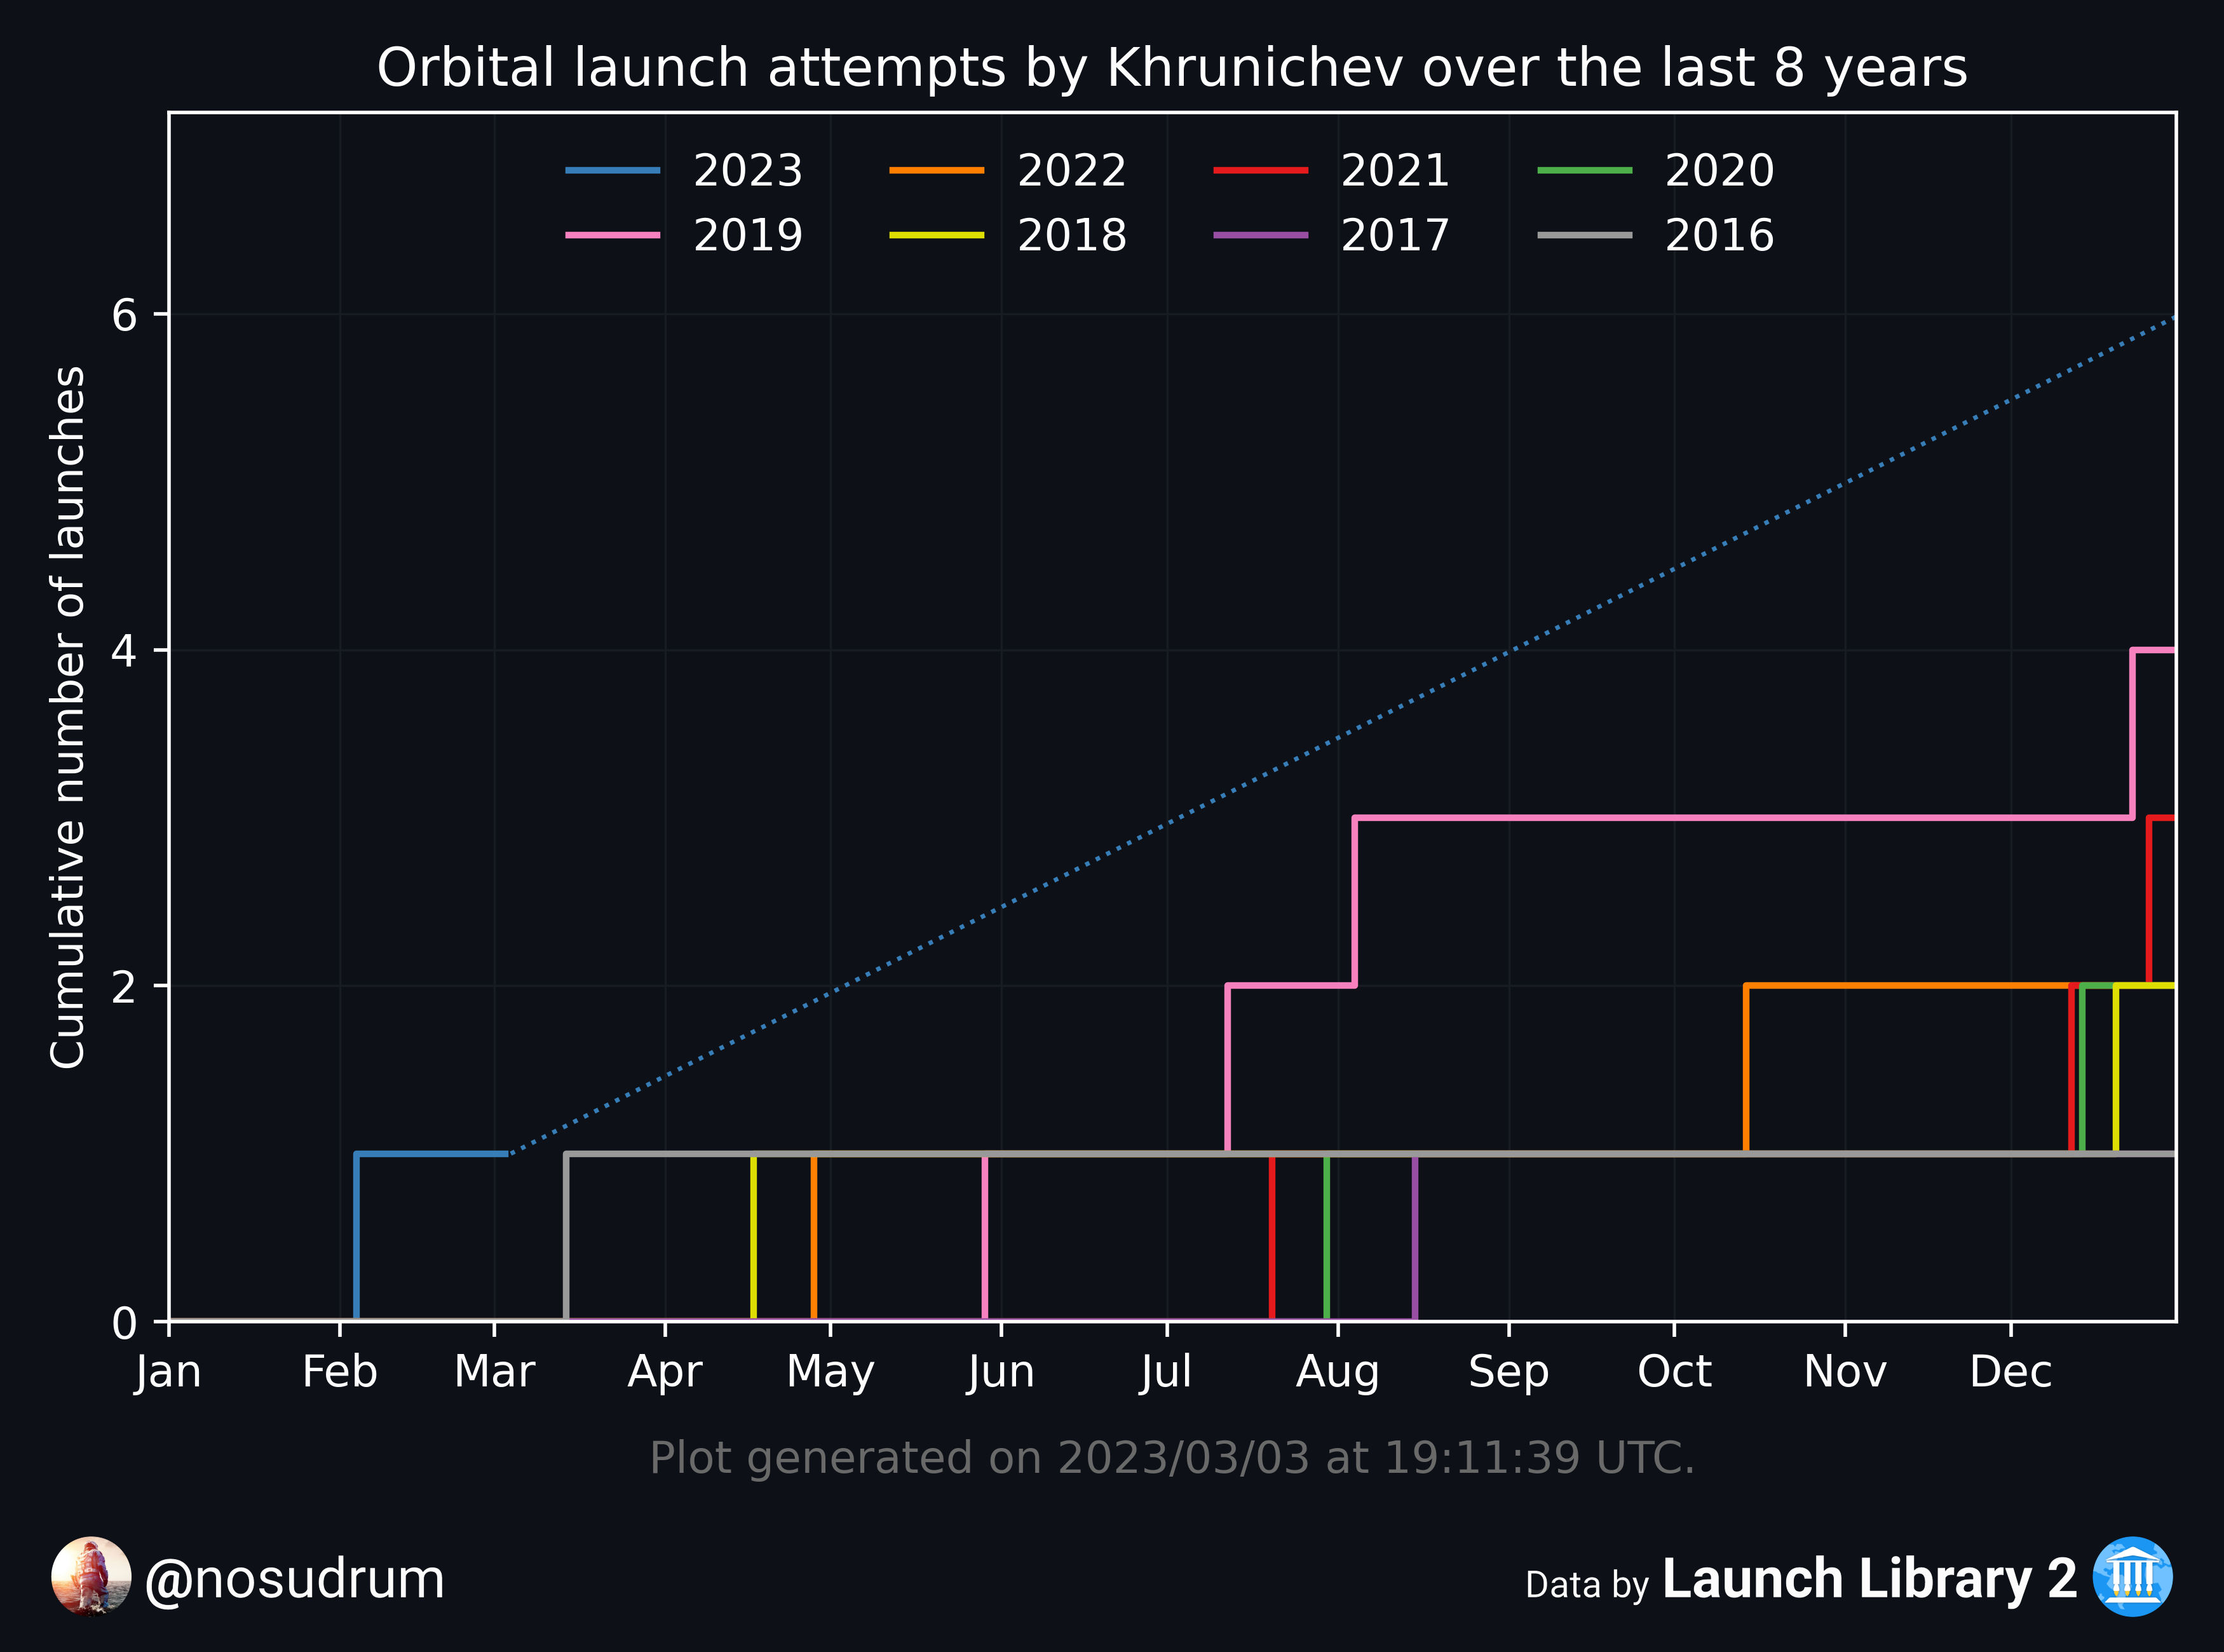 Orbital launch attempts by Khrunichev over the last 8 years
2023 2022 2021 2020
2019 2018 2017 2016
Cumulative number of launches
6
4
2
0
Jan Feb Mar Apr May Jun Jul Aug Sep Oct Nov Dec
Plot generated on 2023/03/03 at 19:11:39 UTC.
@nosudrum
Data by Launch Library 2